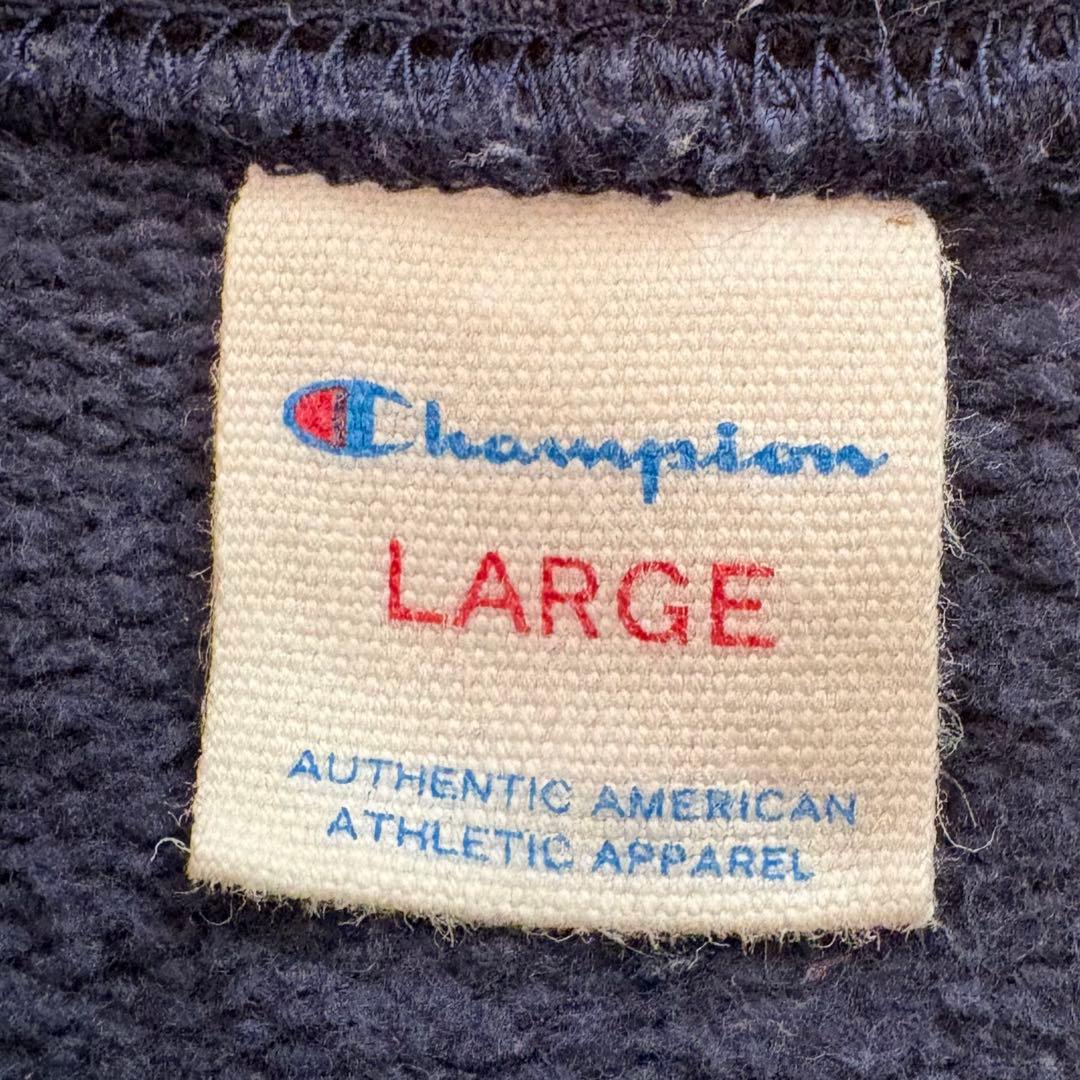 Champion
LARGE
AUTHENTIC AMERICAN
ATHLETIC APPAREL